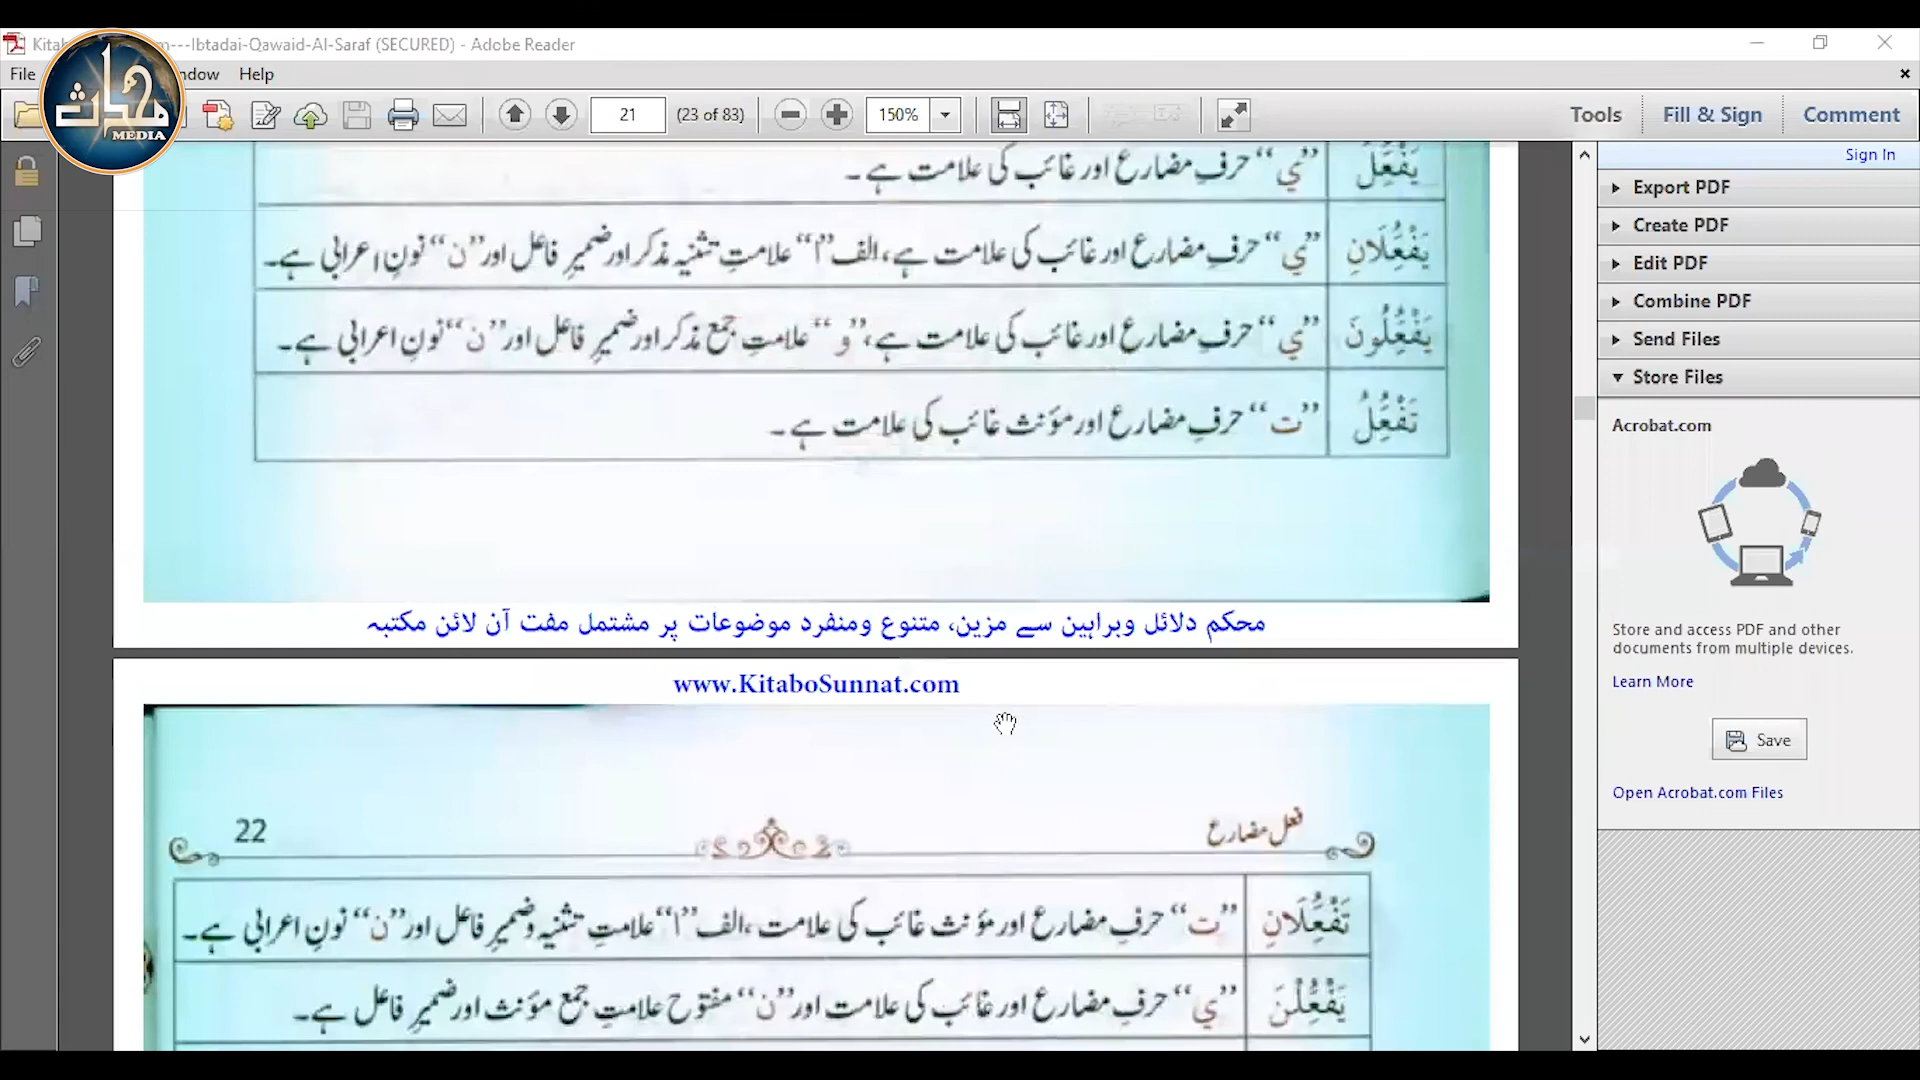 Kita m---Ibtadai-Qawaid-Al-Saraf (SECURED) - Adobe Reader
File ndow Help
21 (23 of 83) 150% Tools Fill & Sign Comment
MEDIA
Sign In
Export PDF
Create PDF
Edit PDF
Combine PDF
Send Files
Store Files
Acrobat.com
Store and access PDF and other
documents from multiple devices.
Learn More
Save
Open Acrobat.com Files
يَفْعُلُ ”ي“ حرفِ مضارع اور غائب کی علامت ہے۔
يَفْعُلَانِ ”ي“ حرفِ مضارع اور غائب کی علامت ہے، الف ”ا“ علامتِ تثنیہ مذکر اور ضمیرِ فاعل اور ”ن“ نونِ اعرابی ہے۔
يَفْعُلُونَ ”ي“ حرفِ مضارع اور غائب کی علامت ہے، ”و“ علامتِ جمع مذکر اور ضمیرِ فاعل اور ”ن“ نونِ اعرابی ہے۔
تَفْعُلُ ”ت“ حرفِ مضارع اور مؤنث غائب کی علامت ہے۔
محکم دلائل وبراہین سے مزین، متنوع ومنفرد موضوعات پر مشتمل مفت آن لائن مکتبہ
www.KitaboSunnat.com
فعل مضارع 22
تَفْعُلَانِ ”ت“ حرفِ مضارع اور مؤنث غائب کی علامت، الف ”ا“ علامتِ تثنیہ وضمیرِ فاعل اور ”ن“ نونِ اعرابی ہے۔
يَفْعُلْنَ ”ي“ حرفِ مضارع اور غائب کی علامت اور ”ن“ مفتوح علامتِ جمع مؤنث اور ضمیرِ فاعل ہے۔